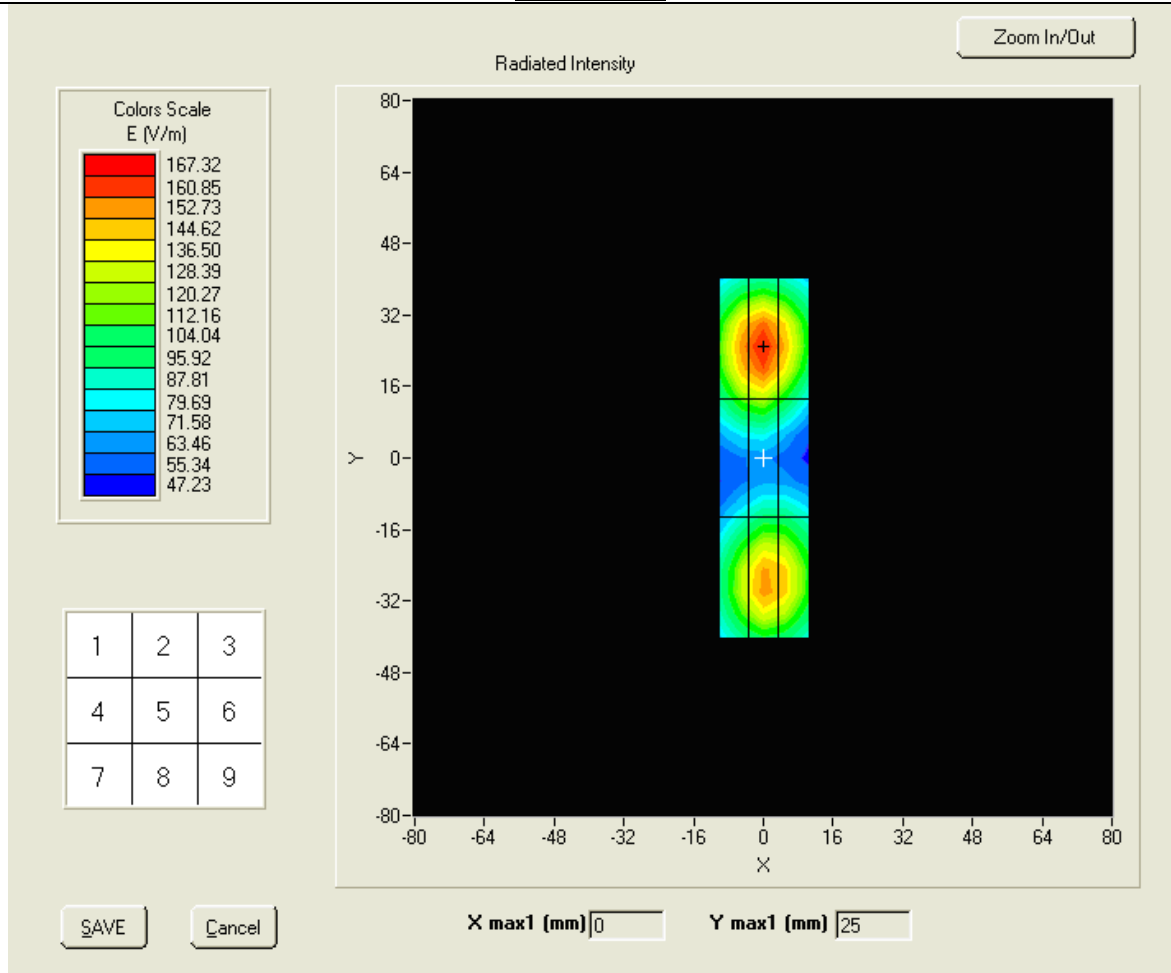 Zoom In/Out
Radiated Intensity
Colors Scale
E (V/m)
167.32
160.85
152.73
144.62
136.50
128.39
120.27
112.16
104.04
95.92
87.81
79.69
71.58
63.46
55.34
47.23
80
64
48
32
16
0
-16
-32
-48
-64
-80
Y
-80 -64 -48 -32 -16 0 16 32 48 64 80
X
1 2 3
4 5 6
7 8 9
SAVE Cancel
X max1 (mm) 0 Y max1 (mm) 25